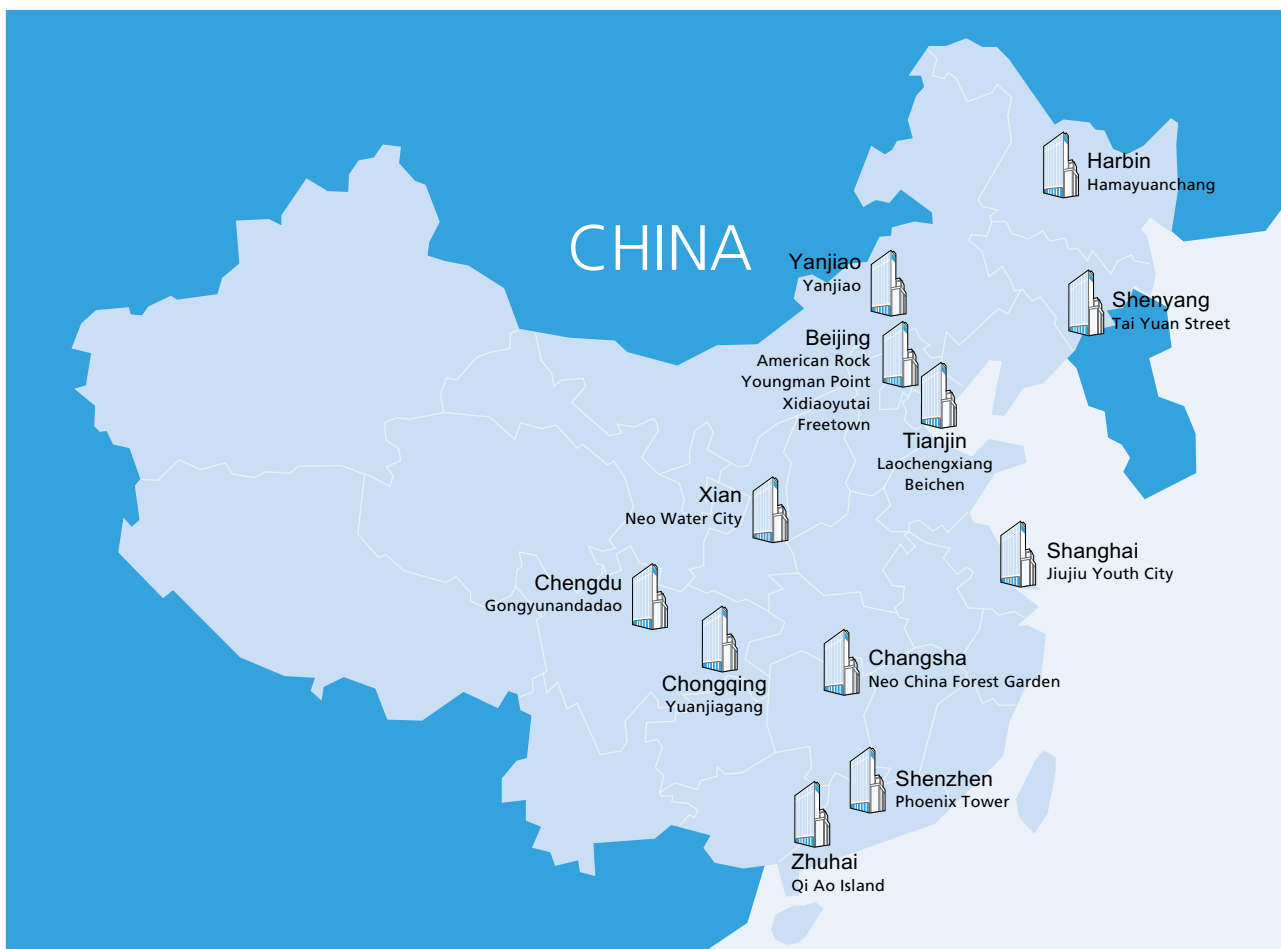 CHINA
Harbin
Hamayuanchang
Yanjiao
Yanjiao
Shenyang
Tai Yuan Street
Beijing
American Rock
Youngman Point
Xidiaoyutai
Freetown
Tianjin
Laochengxiang
Beichen
Xian
Neo Water City
Shanghai
Jiujiu Youth City
Chengdu
Gongyunandadao
Chongqing
Yuanjiagang
Changsha
Neo China Forest Garden
Shenzhen
Phoenix Tower
Zhuhai
Qi Ao Island